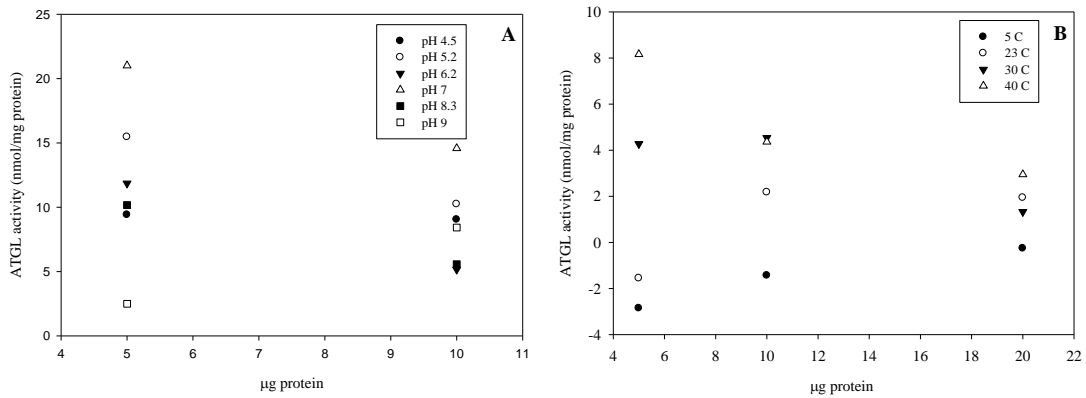 A
ATGL activity (nmol/mg protein)
25
20
15
10
5
0
pH 4.5
pH 5.2
pH 6.2
pH 7
pH 8.3
pH 9
4 5 6 7 8 9 10 11
µg protein
B
ATGL activity (nmol/mg protein)
10
8
6
4
2
0
-2
-4
5 C
23 C
30 C
40 C
4 6 8 10 12 14 16 18 20 22
µg protein